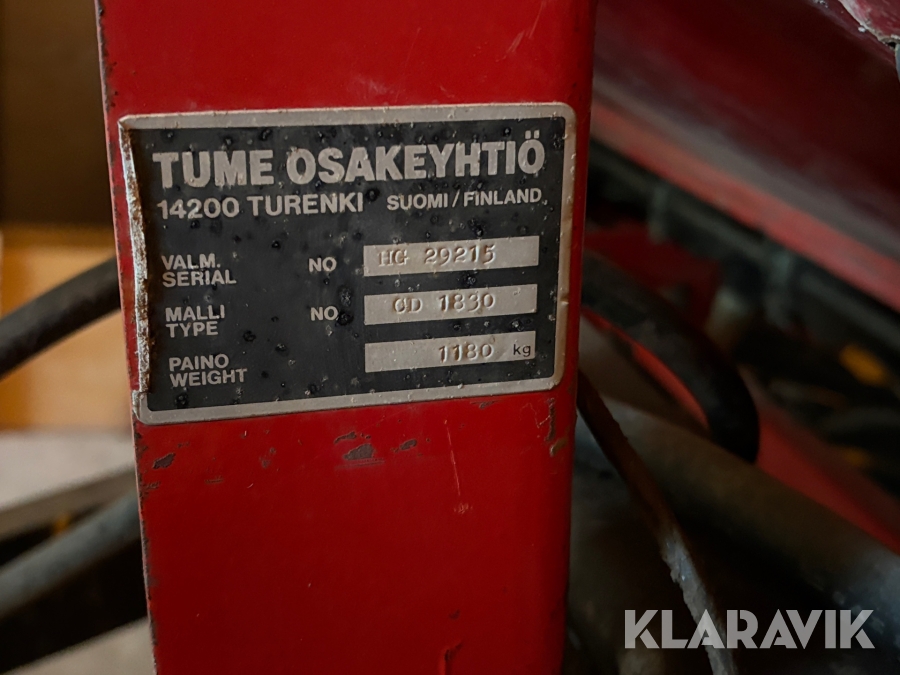 TUME OSAKEYHTIÖ
14200 TURENKI SUOMI/FINLAND
VALM. NO HG 29215
SERIAL
MALLI NO GD 1830
TYPE
PAINO 1180 kg
WEIGHT
KLARAVIK